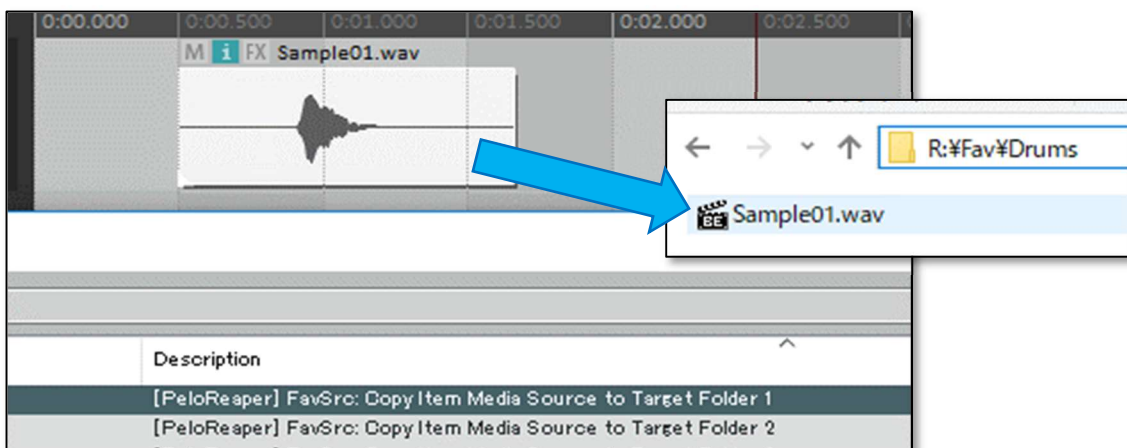 0:00.000 0:00.500 0:01.000 0:01.500 0:02.000 0:02.500
M i FX Sample01.wav
R:¥Fav¥Drums
BE Sample01.wav
Description
[PeloReaper] FavSrc: Copy Item Media Source to Target Folder 1
[PeloReaper] FavSrc: Copy Item Media Source to Target Folder 2